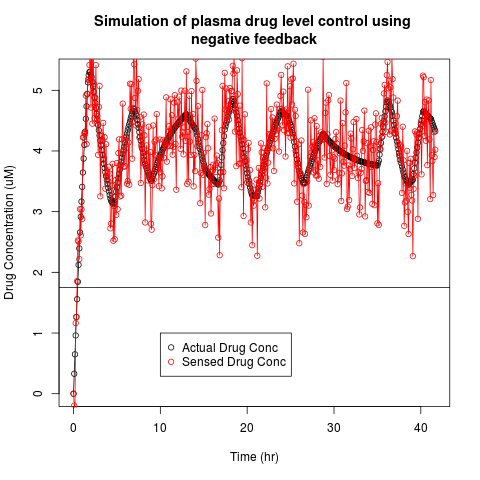 Simulation of plasma drug level control using
negative feedback
Drug Concentration (uM)
5
4
3
2
1
0
Actual Drug Conc
Sensed Drug Conc
0 10 20 30 40
Time (hr)